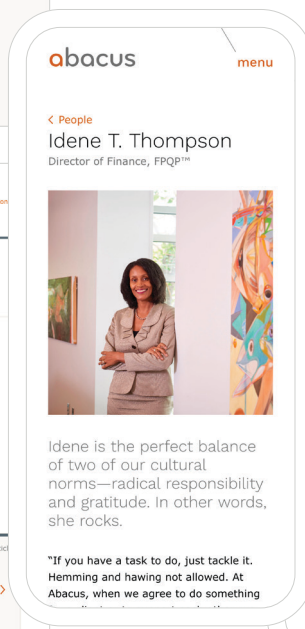 abacus
menu
< People
Idene T. Thompson
Director of Finance, FPQP™
Idene is the perfect balance
of two of our cultural
norms—radical responsibility
and gratitude. In other words,
she rocks.
“If you have a task to do, just tackle it.
Hemming and hawing not allowed. At
Abacus, when we agree to do something